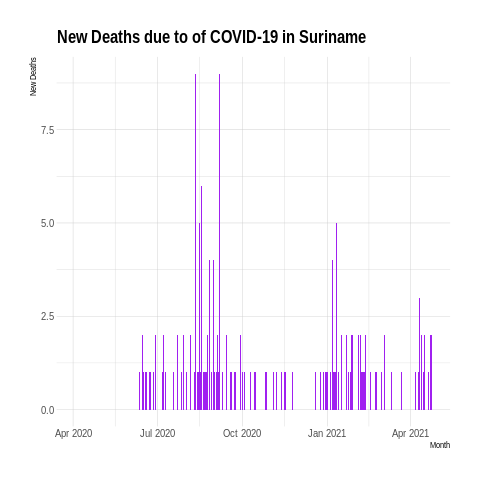 New Deaths due to of COVID-19 in Suriname
New Deaths
7.5
5.0
2.5
0.0
Apr 2020 Jul 2020 Oct 2020 Jan 2021 Apr 2021
Month